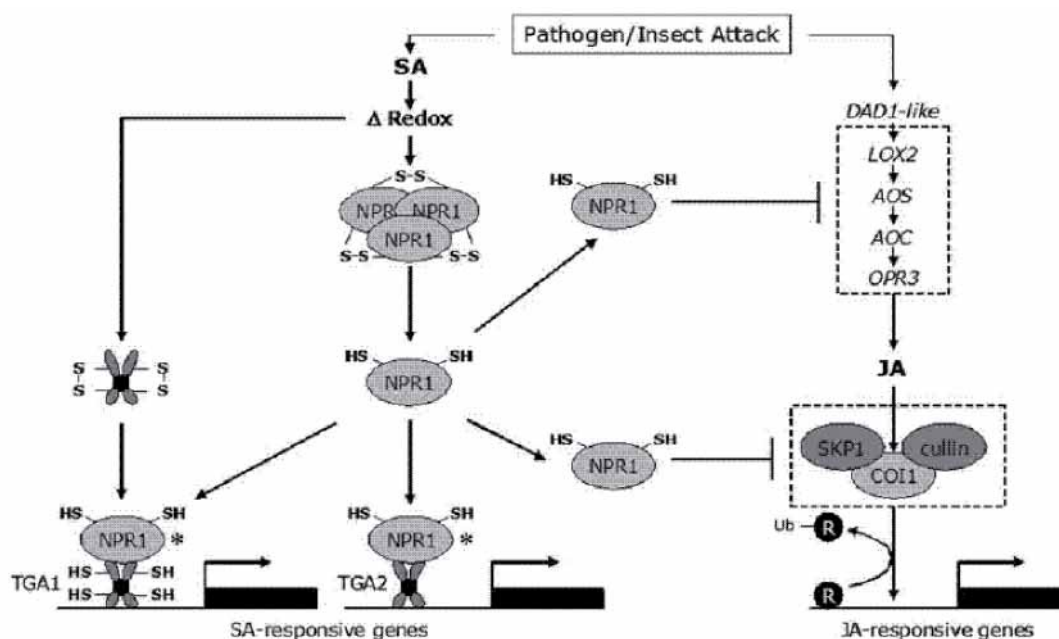 Pathogen/Insect Attack
SA
Δ Redox
DAD1-like
LOX2
AOS
AOC
OPR3
S-S
NPR1 NPR1
NPR1
S-S S-S
HS SH
NPR1
HS SH
NPR1
JA
S S
S S
HS SH
NPR1
SKP1 cullin
COI1
HS SH
NPR1 *
TGA1 HS SH
HS SH
HS SH
NPR1 *
TGA2
Ub R
R
SA-responsive genes
JA-responsive genes